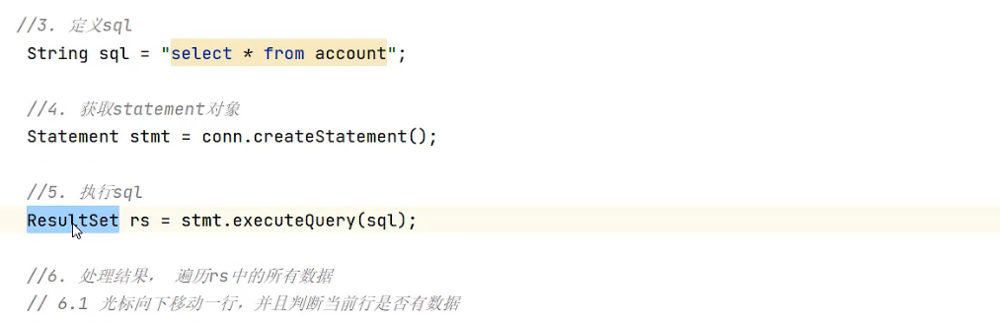 //3. 定义sql
String sql = "select * from account";
//4. 获取statement对象
Statement stmt = conn.createStatement();
//5. 执行sql
ResultSet rs = stmt.executeQuery(sql);
//6. 处理结果， 遍历rs中的所有数据
// 6.1 光标向下移动一行，并且判断当前行是否有数据